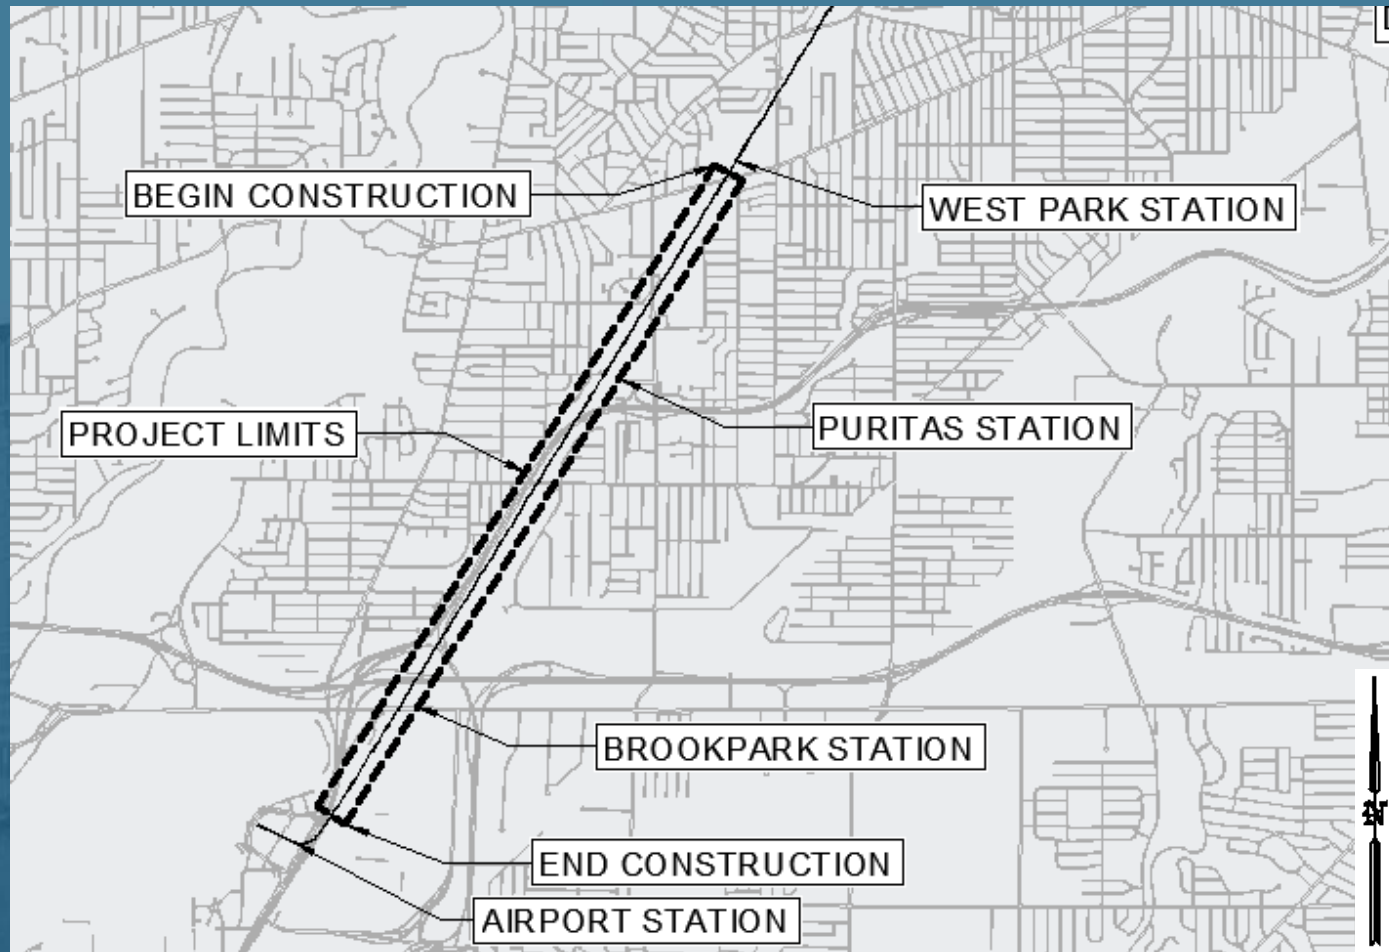 BEGIN CONSTRUCTION
WEST PARK STATION
PROJECT LIMITS
PURITAS STATION
BROOKPARK STATION
N
END CONSTRUCTION
AIRPORT STATION